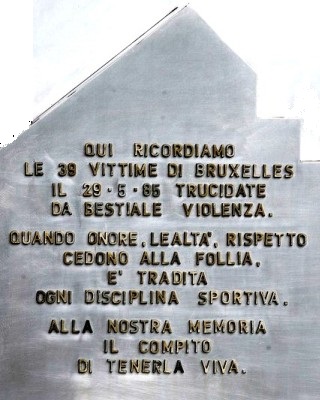 QUI RICORDIAMO
LE 39 VITTIME DI BRUXELLES
IL 29·5·85 TRUCIDATE
DA BESTIALE VIOLENZA.
QUANDO ONORE, LEALTA', RISPETTO
CEDONO ALLA FOLLIA,
E' TRADITA
OGNI DISCIPLINA SPORTIVA.
ALLA NOSTRA MEMORIA
IL COMPITO
DI TENERLA VIVA.